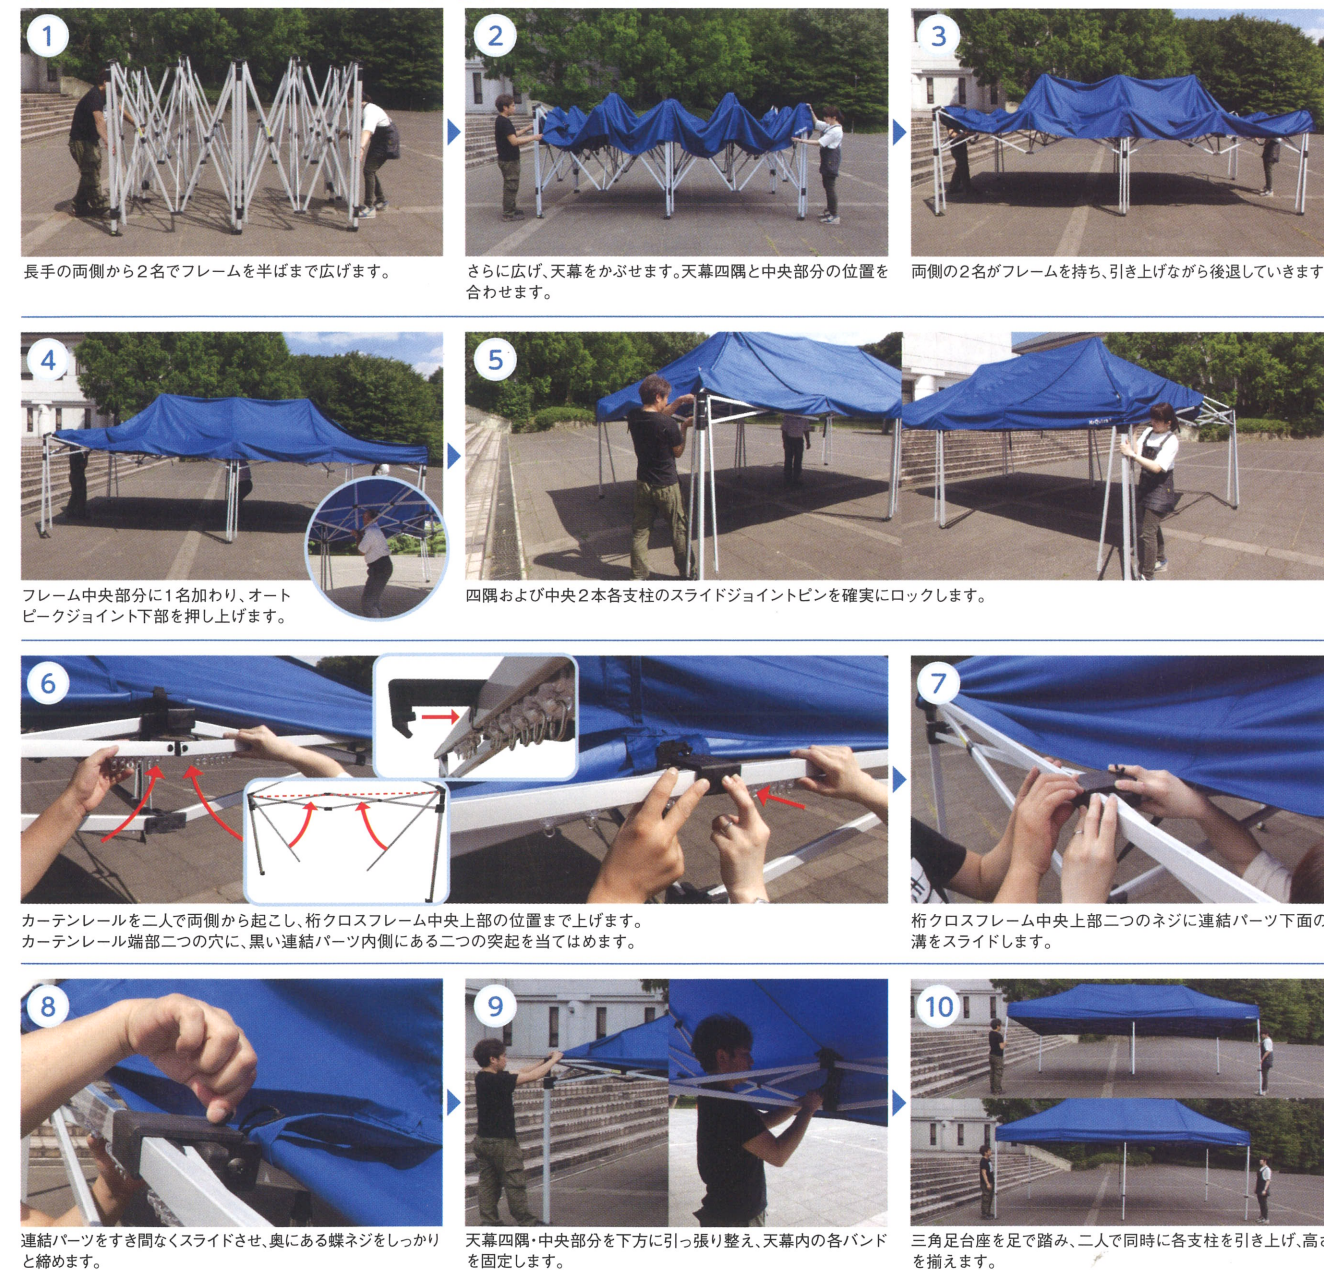 1
長手の両側から2名でフレームを半ばまで広げます。
2
さらに広げ、天幕をかぶせます。天幕四隅と中央部分の位置を
合わせます。
3
両側の2名がフレームを持ち、引き上げながら後退していきます
4
フレーム中央部分に1名加わり、オート
ピークジョイント下部を押し上げます。
5
四隅および中央2本各支柱のスライドジョイントピンを確実にロックします。
6
カーテンレールを二人で両側から起こし、桁クロスフレーム中央上部の位置まで上げます。
カーテンレール端部二つの穴に、黒い連結パーツ内側にある二つの突起を当てはめます。
7
桁クロスフレーム中央上部二つのネジに連結パーツ下面の
溝をスライドします。
8
連結パーツをすき間なくスライドさせ、奥にある蝶ネジをしっかり
と締めます。
9
天幕四隅・中央部分を下方に引っ張り整え、天幕内の各バンド
を固定します。
10
三角足台座を足で踏み、二人で同時に各支柱を引き上げ、高さ
を揃えます。